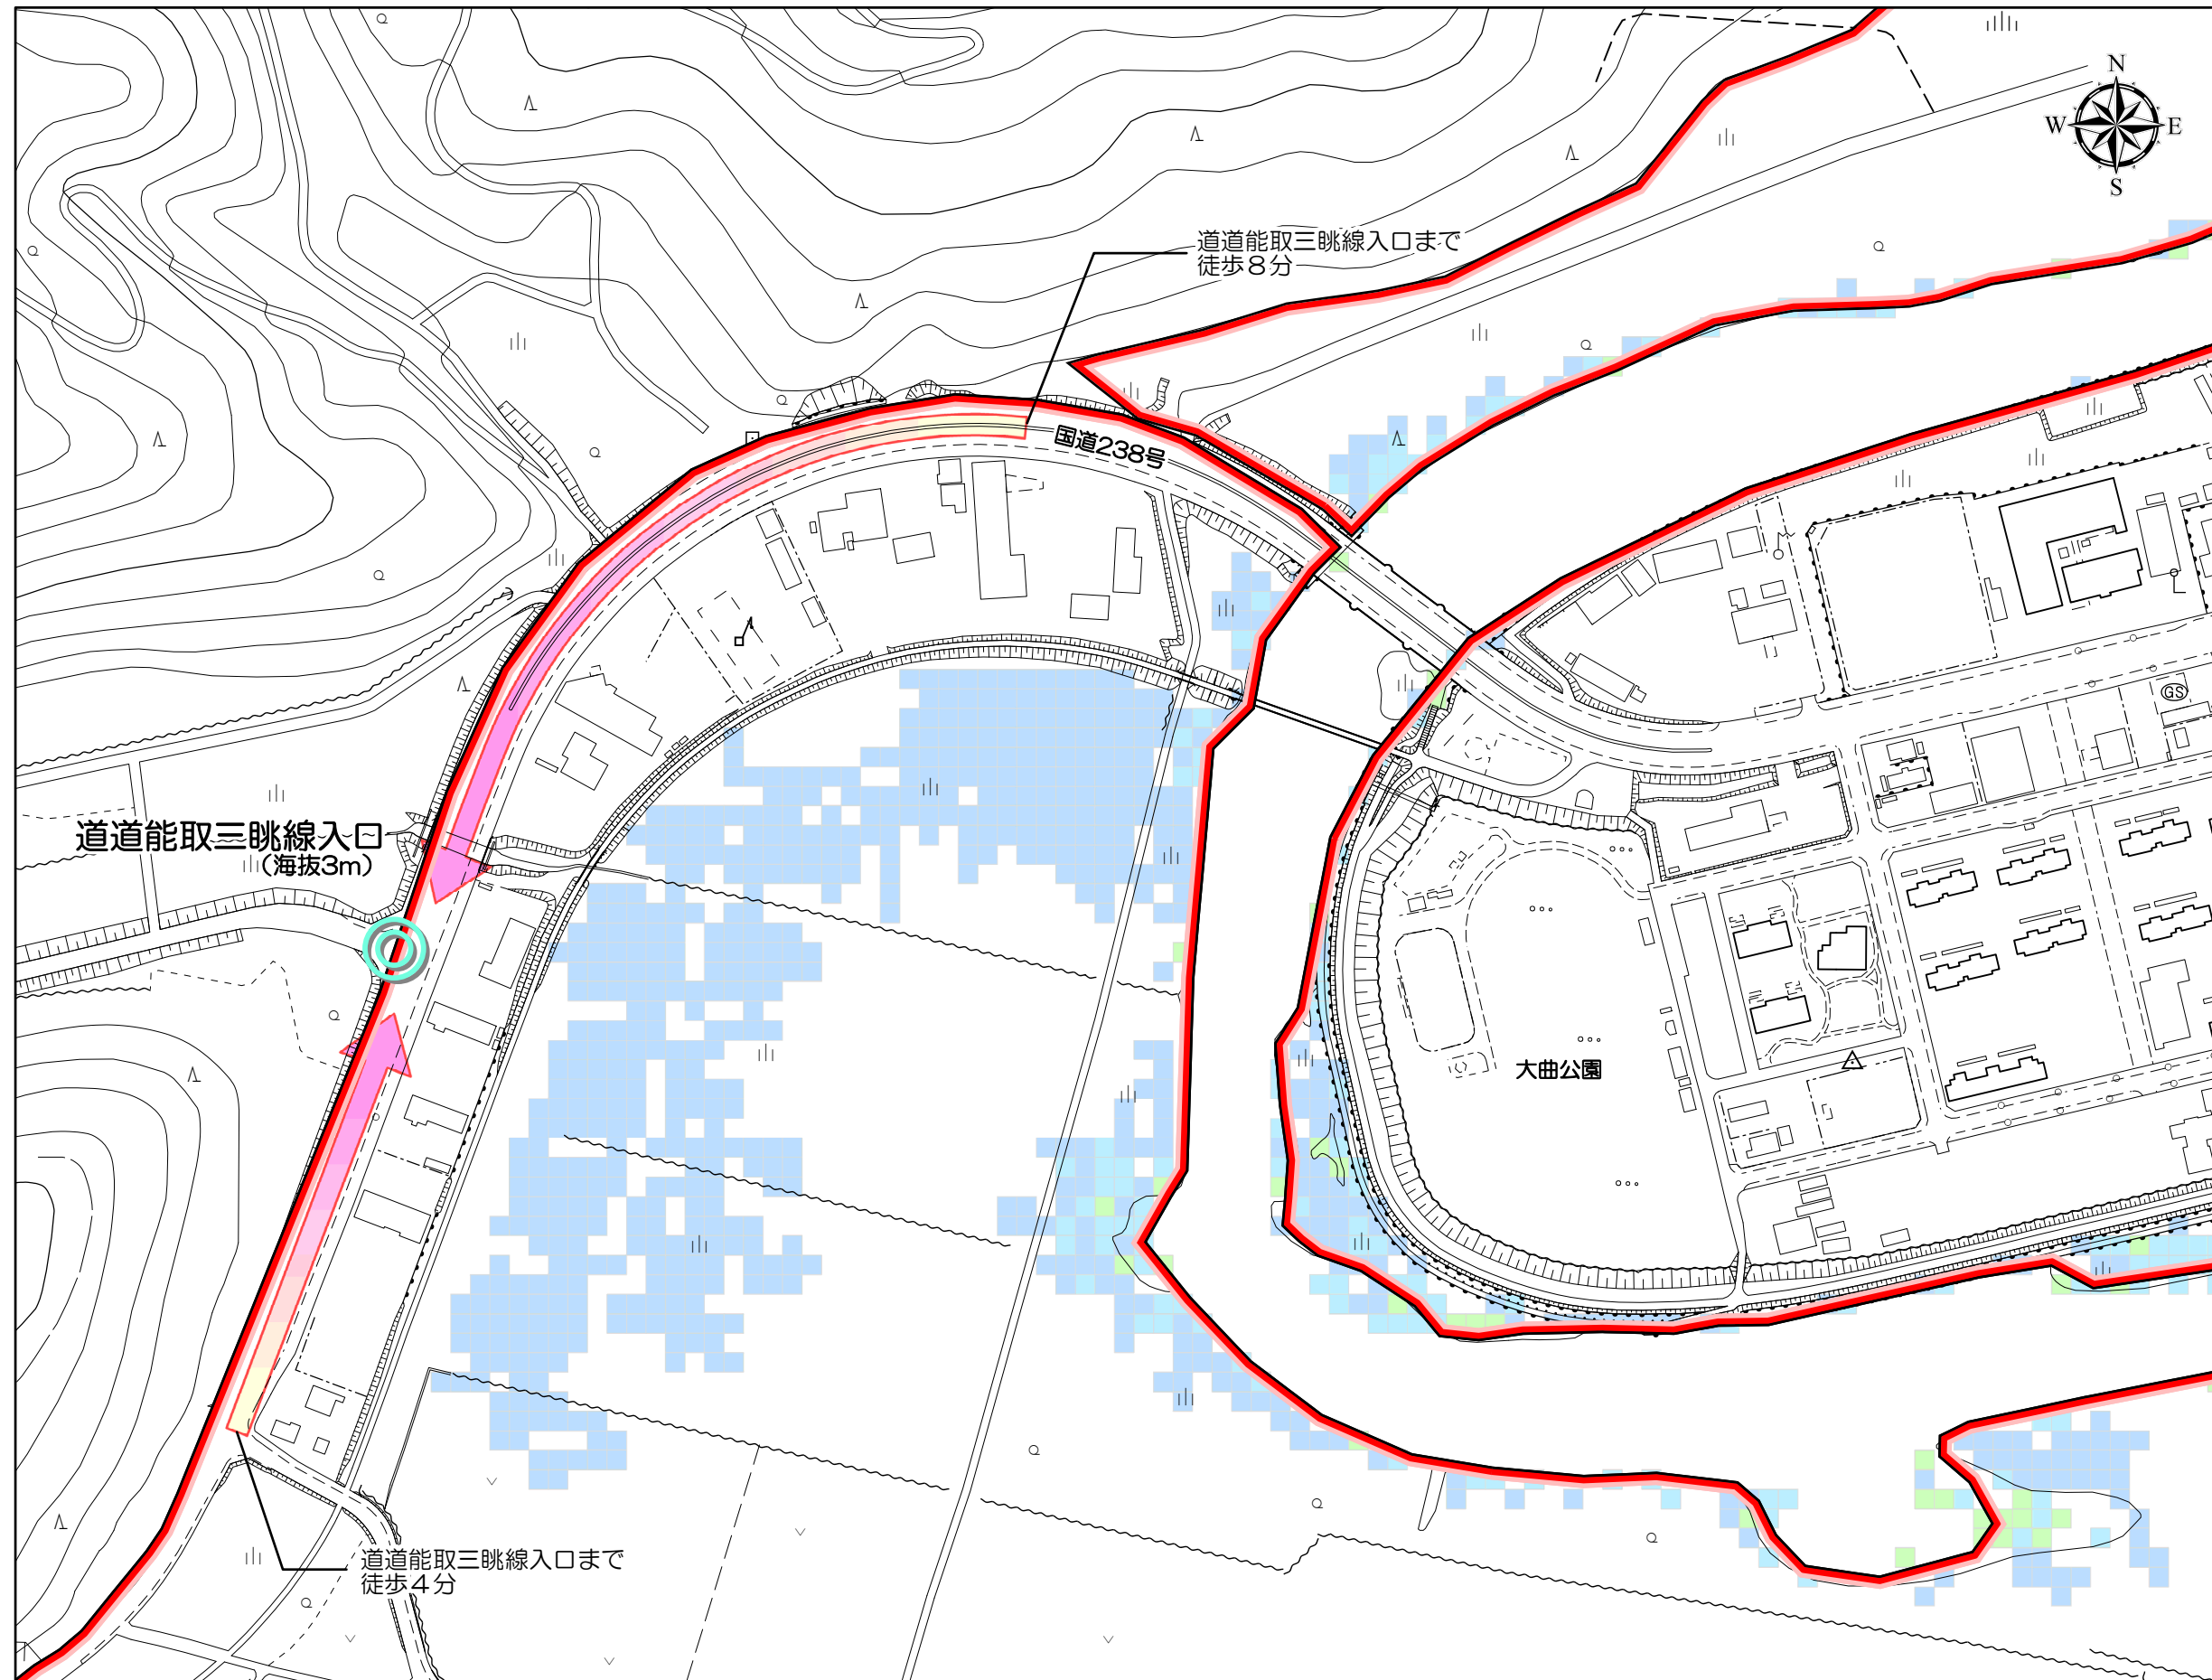 N
W
E
S
道道能取三眺線入口まで
徒歩８分
国道238号
GS
道道能取三眺線入口
(海抜3m)
大曲公園
道道能取三眺線入口まで
徒歩４分